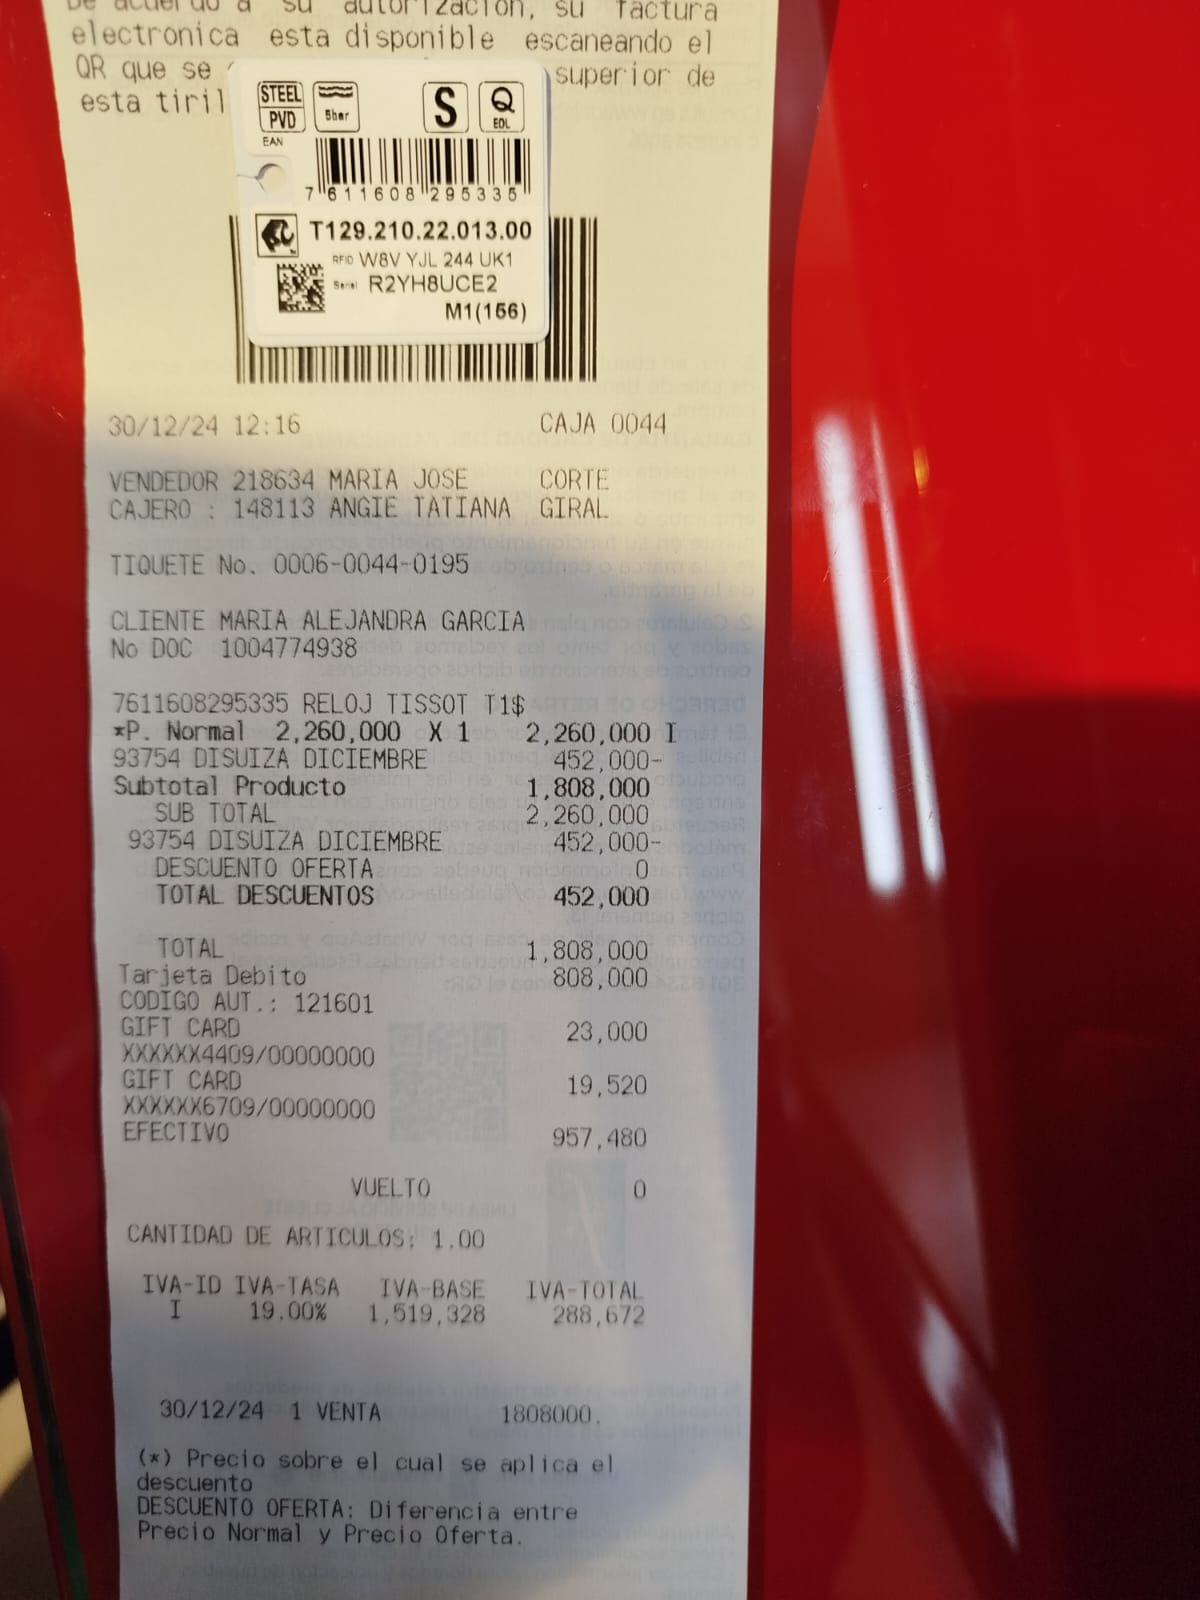 De acuerdo a su autorización, su factura
electronica esta disponible escaneando el
QR que se superior de
esta tiril
STEEL
PVD
5bar
S
Q
EOL
EAN
7 611608 295335
T129.210.22.013.00
RFID W8V YJL 244 UK1
Serial R2YH8UCE2
M1(156)
30/12/24 12:16 CAJA 0044
VENDEDOR 218634 MARIA JOSE CORTE
CAJERO : 148113 ANGIE TATIANA GIRAL
TIQUETE No. 0006-0044-0195
CLIENTE MARIA ALEJANDRA GARCIA
No DOC 1004774938
7611608295335 RELOJ TISSOT T1$
*P. Normal 2,260,000 X 1 2,260,000 I
93754 DISUIZA DICIEMBRE 452,000-
Subtotal Producto 1,808,000
SUB TOTAL 2,260,000
93754 DISUIZA DICIEMBRE 452,000-
DESCUENTO OFERTA 0
TOTAL DESCUENTOS 452,000
TOTAL 1,808,000
Tarjeta Debito 808,000
CODIGO AUT.: 121601
GIFT CARD 23,000
XXXXXX4409/00000000
GIFT CARD 19,520
XXXXXX6709/00000000
EFECTIVO 957,480
VUELTO 0
CANTIDAD DE ARTICULOS: 1.00
IVA-ID IVA-TASA IVA-BASE IVA-TOTAL
I 19.00% 1,519,328 288,672
30/12/24 1 VENTA 1808000.
(*) Precio sobre el cual se aplica el
descuento
DESCUENTO OFERTA: Diferencia entre
Precio Normal y Precio Oferta.